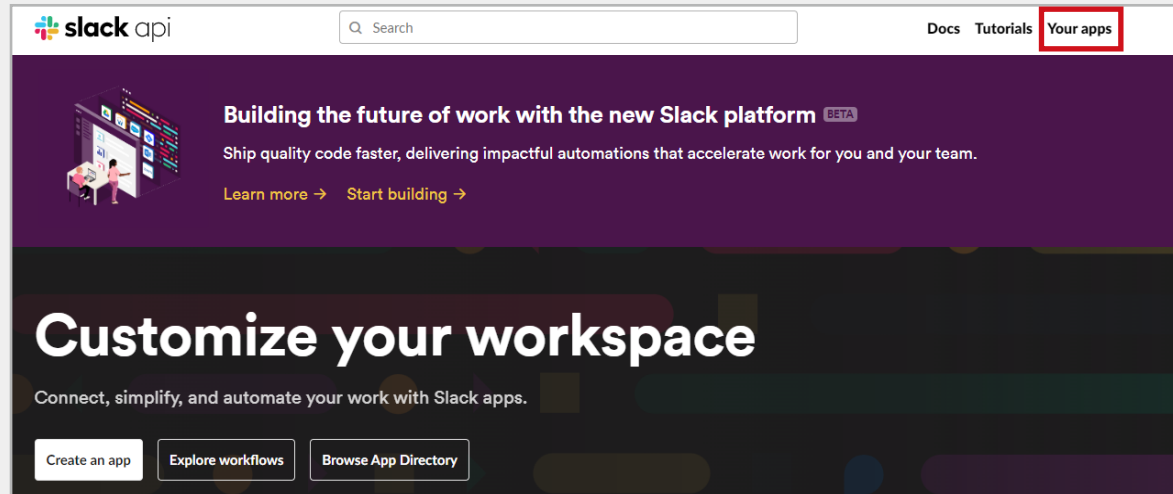 slack api
Search
Docs Tutorials Your apps
Building the future of work with the new Slack platform BETA
Ship quality code faster, delivering impactful automations that accelerate work for you and your team.
Learn more → Start building →
Customize your workspace
Connect, simplify, and automate your work with Slack apps.
Create an app Explore workflows Browse App Directory